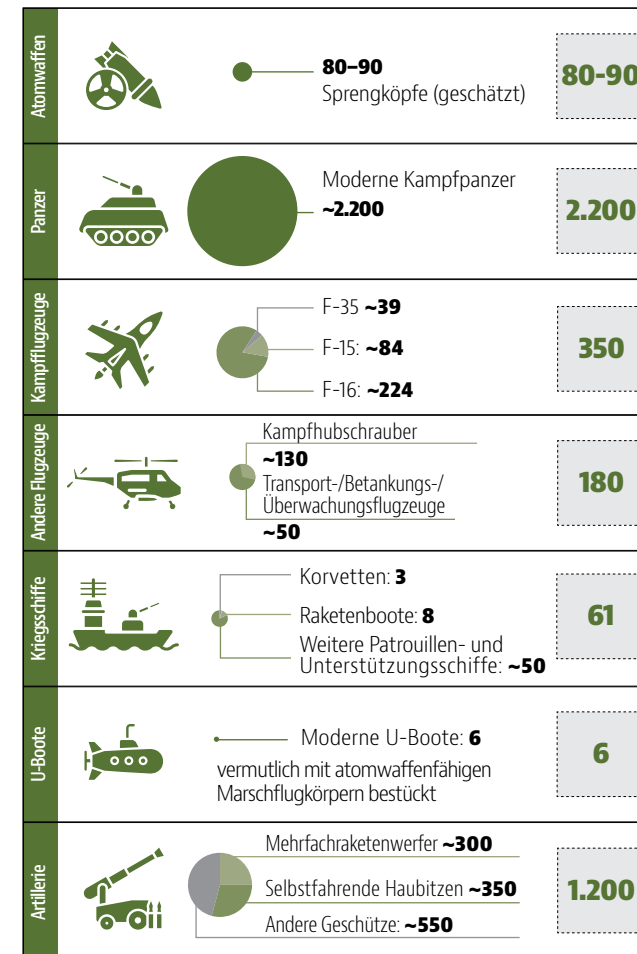 Atomwaffen
80–90
Sprengköpfe (geschätzt)
80-90
Panzer
Moderne Kampfpanzer
~2.200
2.200
Kampfflugzeuge
F-35 ~39
F-15: ~84
F-16: ~224
350
Andere Flugzeuge
Kampfhubschrauber
~130
Transport-/Betankungs-/
Überwachungsflugzeuge
~50
180
Kriegsschiffe
Korvetten: 3
Raketenboote: 8
Weitere Patrouillen- und
Unterstützungsschiffe: ~50
61
U-Boote
Moderne U-Boote: 6
vermutlich mit atomwaffenfähigen
Marschflugkörpern bestückt
6
Artillerie
Mehrfachraketenwerfer ~300
Selbstfahrende Haubitzen ~350
Andere Geschütze: ~550
1.200